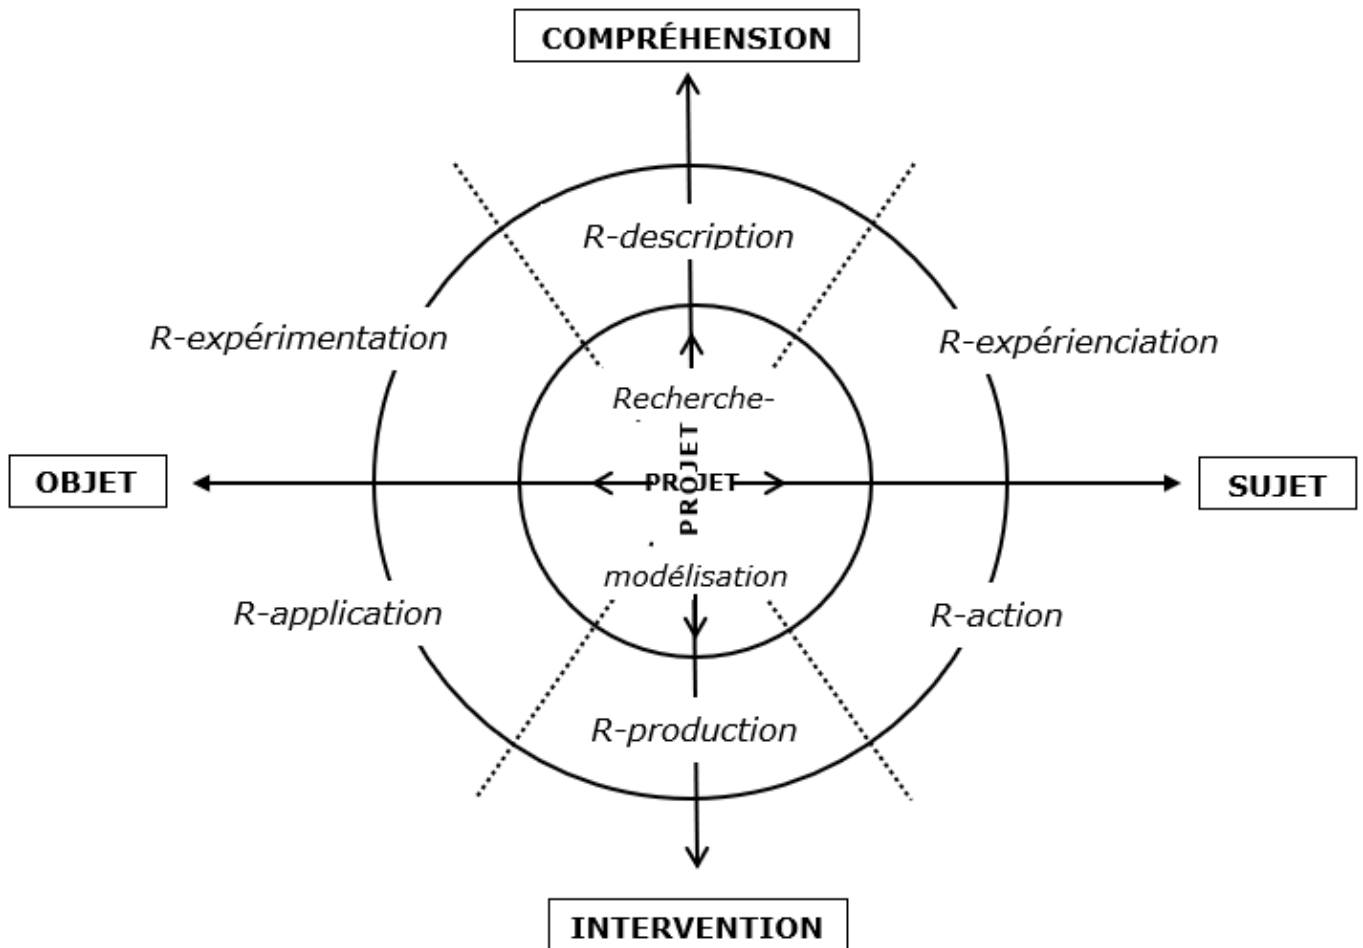 COMPRÉHENSION
R-description
R-expérimentation
R-expérienciation
Recherche-
PROJET
OBJET
PROJET
SUJET
modélisation
R-application
R-action
R-production
INTERVENTION